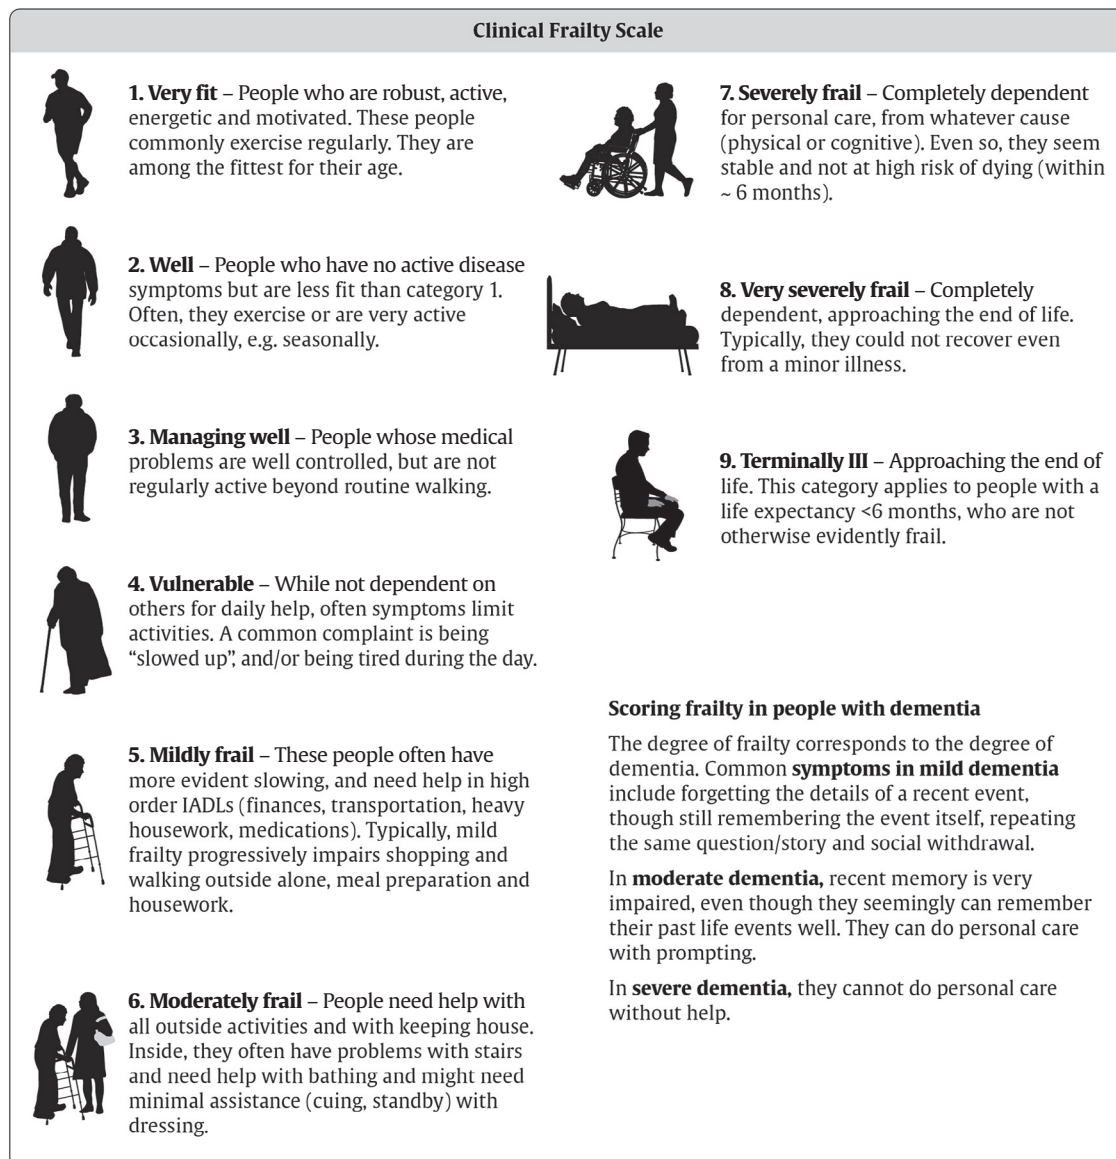 Clinical Frailty Scale
1. Very fit – People who are robust, active,
energetic and motivated. These people
commonly exercise regularly. They are
among the fittest for their age.
2. Well – People who have no active disease
symptoms but are less fit than category 1.
Often, they exercise or are very active
occasionally, e.g. seasonally.
3. Managing well – People whose medical
problems are well controlled, but are not
regularly active beyond routine walking.
4. Vulnerable – While not dependent on
others for daily help, often symptoms limit
activities. A common complaint is being
“slowed up”, and/or being tired during the day.
5. Mildly frail – These people often have
more evident slowing, and need help in high
order IADLs (finances, transportation, heavy
housework, medications). Typically, mild
frailty progressively impairs shopping and
walking outside alone, meal preparation and
housework.
6. Moderately frail – People need help with
all outside activities and with keeping house.
Inside, they often have problems with stairs
and need help with bathing and might need
minimal assistance (cuing, standby) with
dressing.
7. Severely frail – Completely dependent
for personal care, from whatever cause
(physical or cognitive). Even so, they seem
stable and not at high risk of dying (within
~ 6 months).
8. Very severely frail – Completely
dependent, approaching the end of life.
Typically, they could not recover even
from a minor illness.
9. Terminally III – Approaching the end of
life. This category applies to people with a
life expectancy <6 months, who are not
otherwise evidently frail.
Scoring frailty in people with dementia
The degree of frailty corresponds to the degree of
dementia. Common symptoms in mild dementia
include forgetting the details of a recent event,
though still remembering the event itself, repeating
the same question/story and social withdrawal.
In moderate dementia, recent memory is very
impaired, even though they seemingly can remember
their past life events well. They can do personal care
with prompting.
In severe dementia, they cannot do personal care
without help.